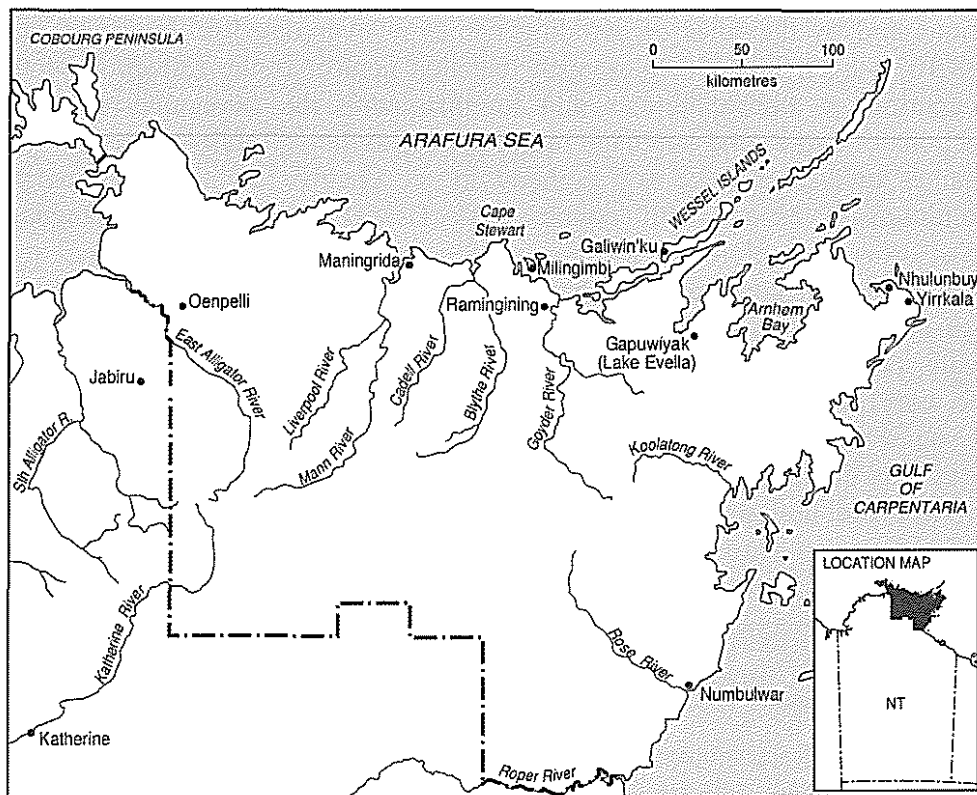 COBOURG PENINSULA
0 50 100
kilometres
ARAFURA SEA
WESSEL ISLANDS
Cape
Stewart
Galiwin'ku
Maningrida
Milingimbi
Nhulunbuy
Yirrkala
Oenpelli
Ramingining
Arnhem
Bay
Gapuwiyak
(Lake Evella)
East Alligator River
Jabiru
Liverpool River
Cadell River
Blythe River
Goyder River
Mann River
Koolatong River
Sth Alligator R.
GULF
OF
CARPENTARIA
LOCATION MAP
NT
Katherine River
Rose River
Numbulwar
Katherine
Roper River